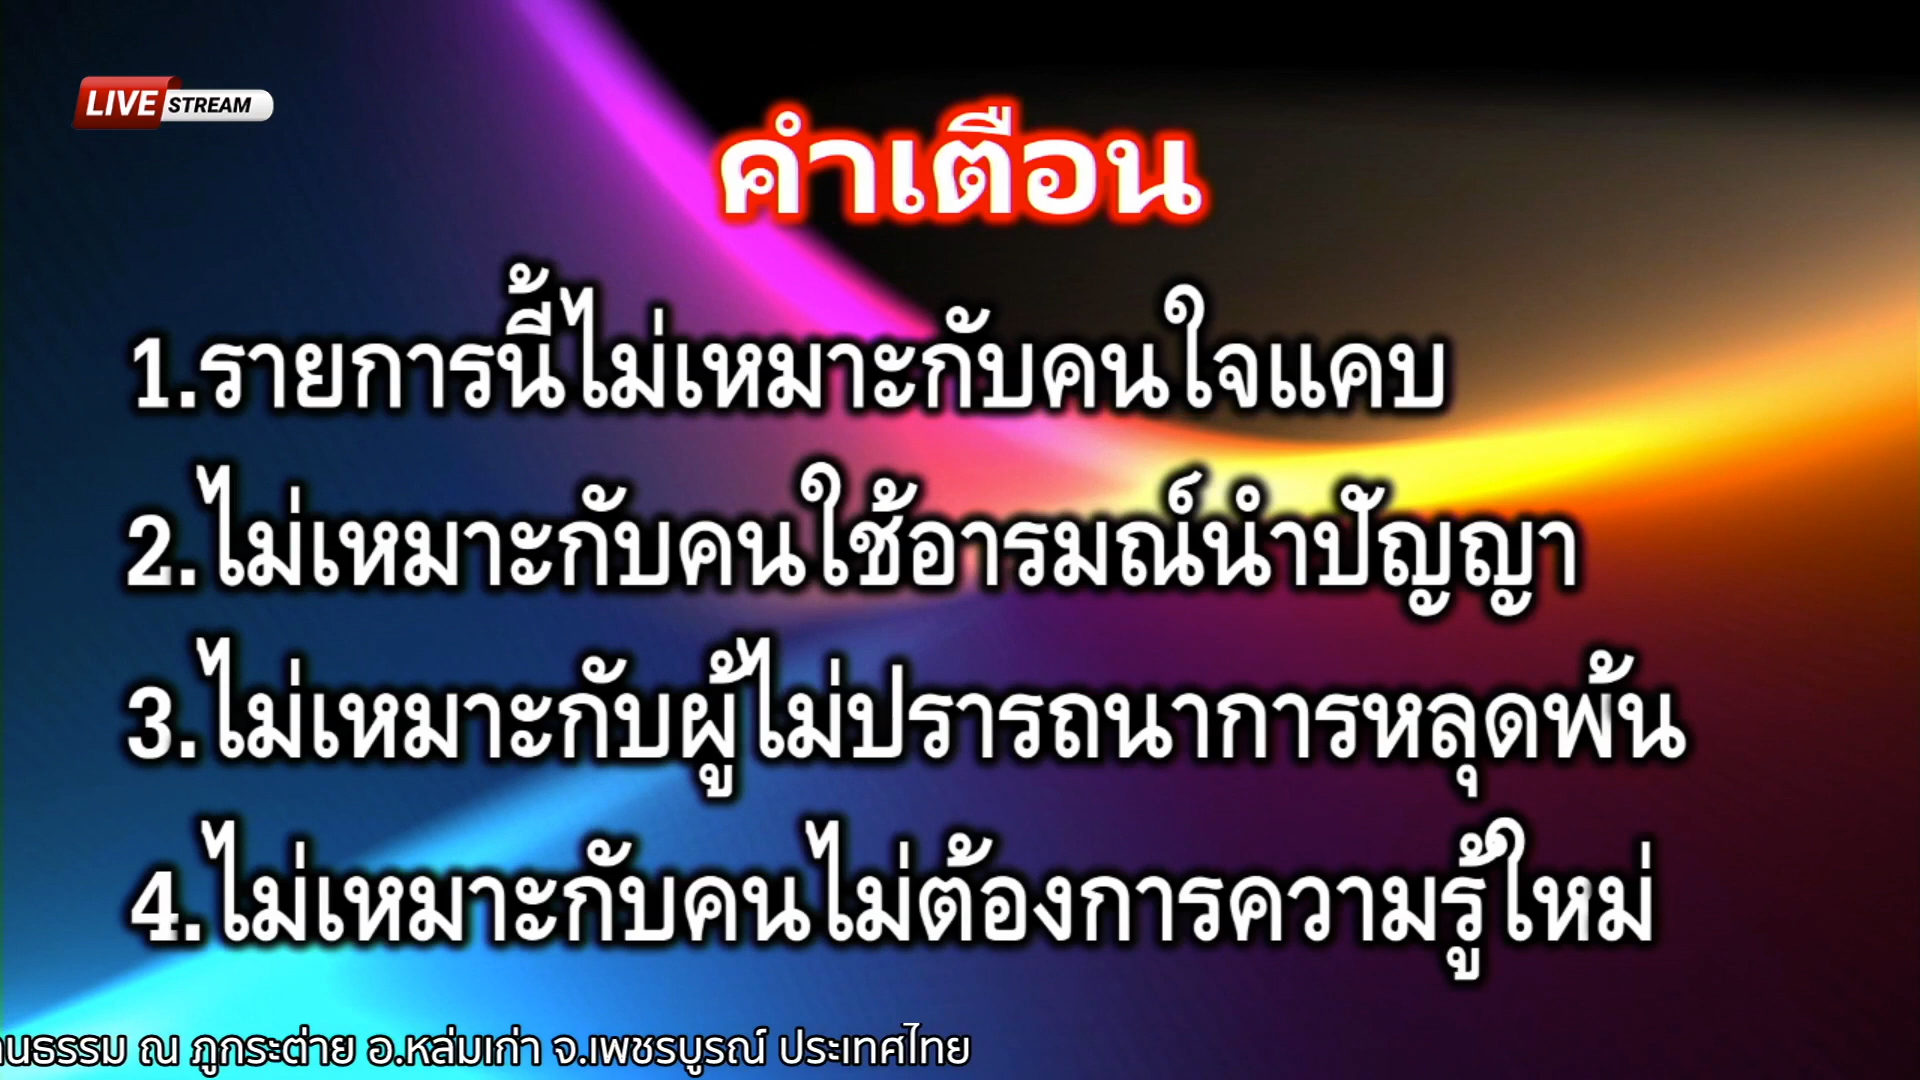 LIVE STREAM
คำเตือน
1.รายการนี้ไม่เหมาะกับคนใจแคบ
2.ไม่เหมาะกับคนใช้อารมณ์นำปัญญา
3.ไม่เหมาะกับผู้ไม่ปรารถนาการหลุดพ้น
4.ไม่เหมาะกับคนไม่ต้องการความรู้ใหม่
ณ ภูกระต่าย อ.หล่มเก่า จ.เพชรบูรณ์ ประเทศไทย